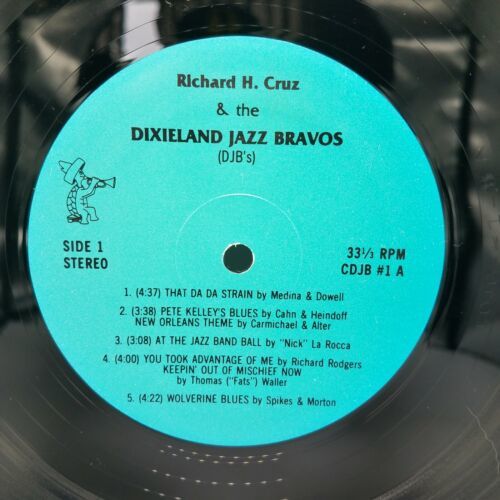 Richard H. Cruz
& the
DIXIELAND JAZZ BRAVOS
(DJB's)
SIDE 1
STEREO
33⅓ RPM
CDJB #1 A
1. (4:37) THAT DA DA STRAIN by Medina & Dowell
2. (3:38) PETE KELLEY'S BLUES by Cahn & Heindoff
NEW ORLEANS THEME by Carmichael & Alter
3. (3:08) AT THE JAZZ BAND BALL by "Nick" La Rocca
4. (4:00) YOU TOOK ADVANTAGE OF ME by Richard Rodgers
KEEPIN' OUT OF MISCHIEF NOW
by Thomas ("Fats") Waller
5. (4:22) WOLVERINE BLUES by Spikes & Morton